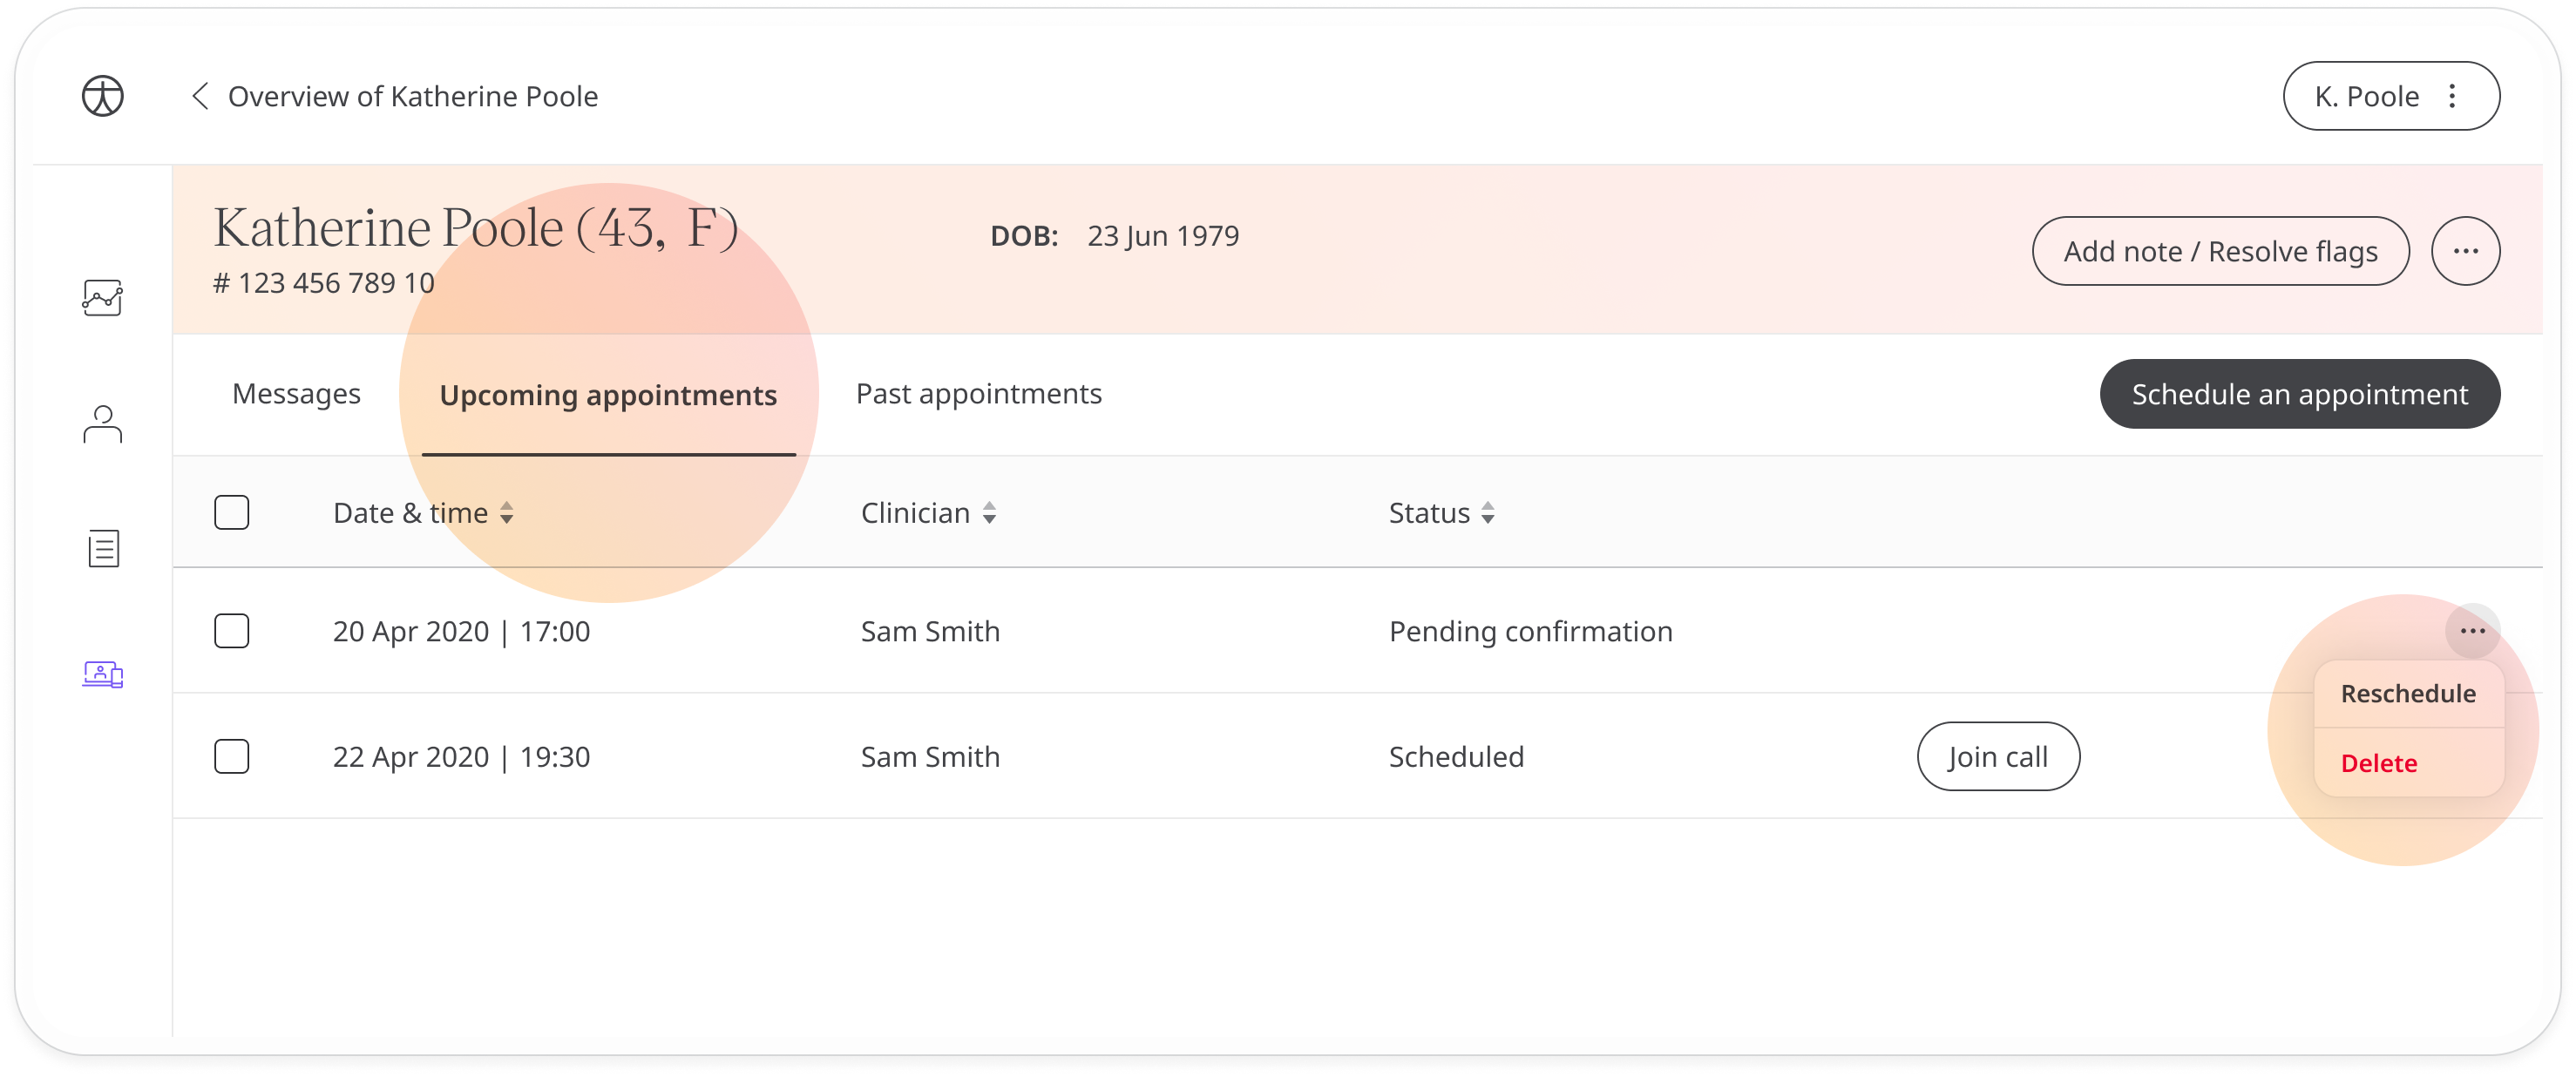 Overview of Katherine Poole
K. Poole
Katherine Poole (43, F)
DOB: 23 Jun 1979
# 123 456 789 10
Add note / Resolve flags
Messages
Upcoming appointments
Past appointments
Schedule an appointment
Date & time
Clinician
Status
20 Apr 2020 | 17:00
Sam Smith
Pending confirmation
Reschedule
Delete
22 Apr 2020 | 19:30
Sam Smith
Scheduled
Join call